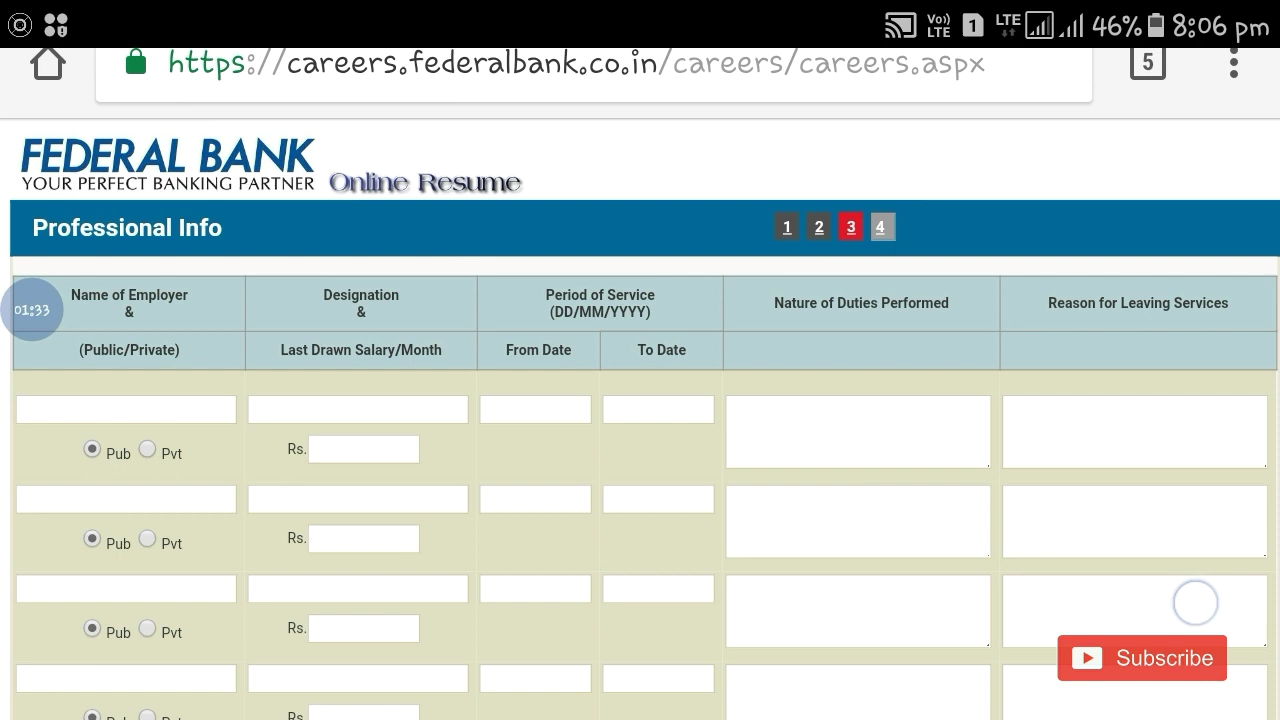 Vo)) LTE 1 LTE 46% 8:06 pm
https://careers.federalbank.co.in/careers/careers.aspx 5
FEDERAL BANK
YOUR PERFECT BANKING PARTNER Online Resume
Professional Info 1 2 3 4
Name of Employer & Designation & Period of Service (DD/MM/YYYY) Nature of Duties Performed Reason for Leaving Services
01:33
(Public/Private) Last Drawn Salary/Month From Date To Date
Pub Pvt Rs.
Pub Pvt Rs.
Pub Pvt Rs.
Subscribe
Pub Pvt Rs.